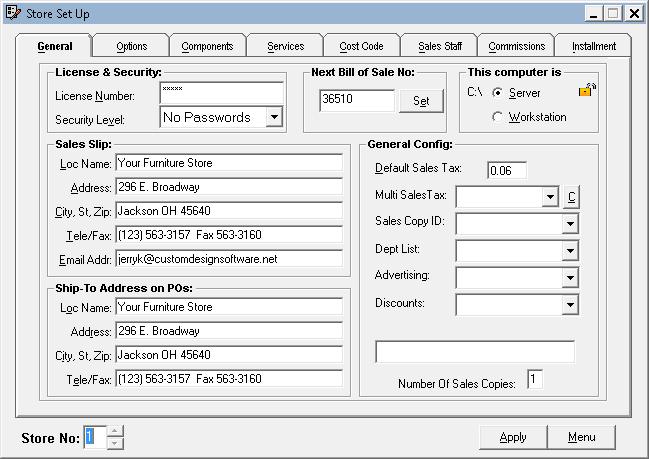 Store Set Up
General Options Components Services Cost Code Sales Staff Commissions Installment
License & Security:
License Number: *****
Security Level: No Passwords
Next Bill of Sale No:
36510 Set
This computer is
C:\ Server
Workstation
Sales Slip:
Loc Name: Your Furniture Store
Address: 296 E. Broadway
City, St, Zip: Jackson OH 45640
Tele/Fax: (123) 563-3157 Fax 563-3160
Email Addr: jerryk@customdesignsoftware.net
Ship-To Address on POs:
Loc Name: Your Furniture Store
Address: 296 E. Broadway
City, St, Zip: Jackson OH 45640
Tele/Fax: (123) 563-3157 Fax 563-3160
General Config:
Default Sales Tax: 0.06
Multi SalesTax: C
Sales Copy ID:
Dept List:
Advertising:
Discounts:
Number Of Sales Copies: 1
Store No: 1
Apply Menu